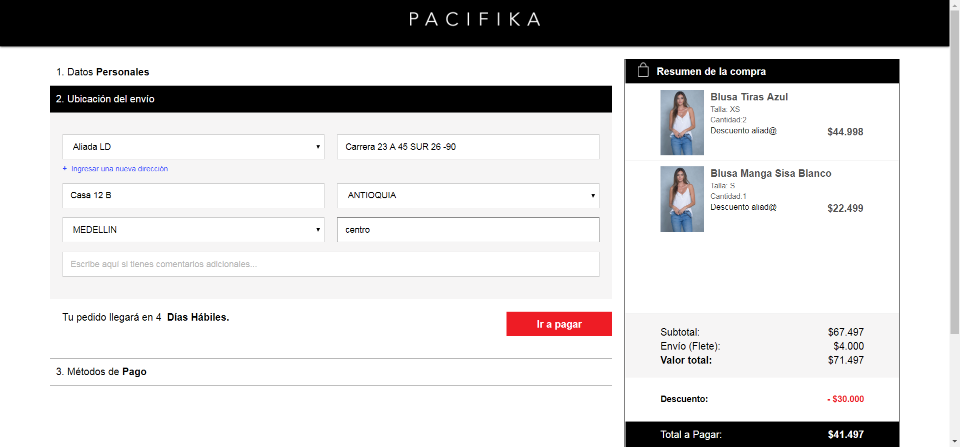 PACIFIKA
1. Datos Personales
2. Ubicación del envío
Aliada LD
Carrera 23 A 45 SUR 26 -90
+ Ingresar una nueva dirección
Casa 12 B
ANTIOQUIA
MEDELLIN
centro
Escribe aquí si tienes comentarios adicionales...
Tu pedido llegará en 4 Días Hábiles.
Ir a pagar
3. Métodos de Pago
Resumen de la compra
Blusa Tiras Azul
Talla: XS
Cantidad:2
Descuento aliad@
$44.998
Blusa Manga Sisa Blanco
Talla: S
Cantidad:1
Descuento aliad@
$22.499
Subtotal: $67.497
Envío (Flete): $4.000
Valor total: $71.497
Descuento: - $30.000
Total a Pagar: $41.497